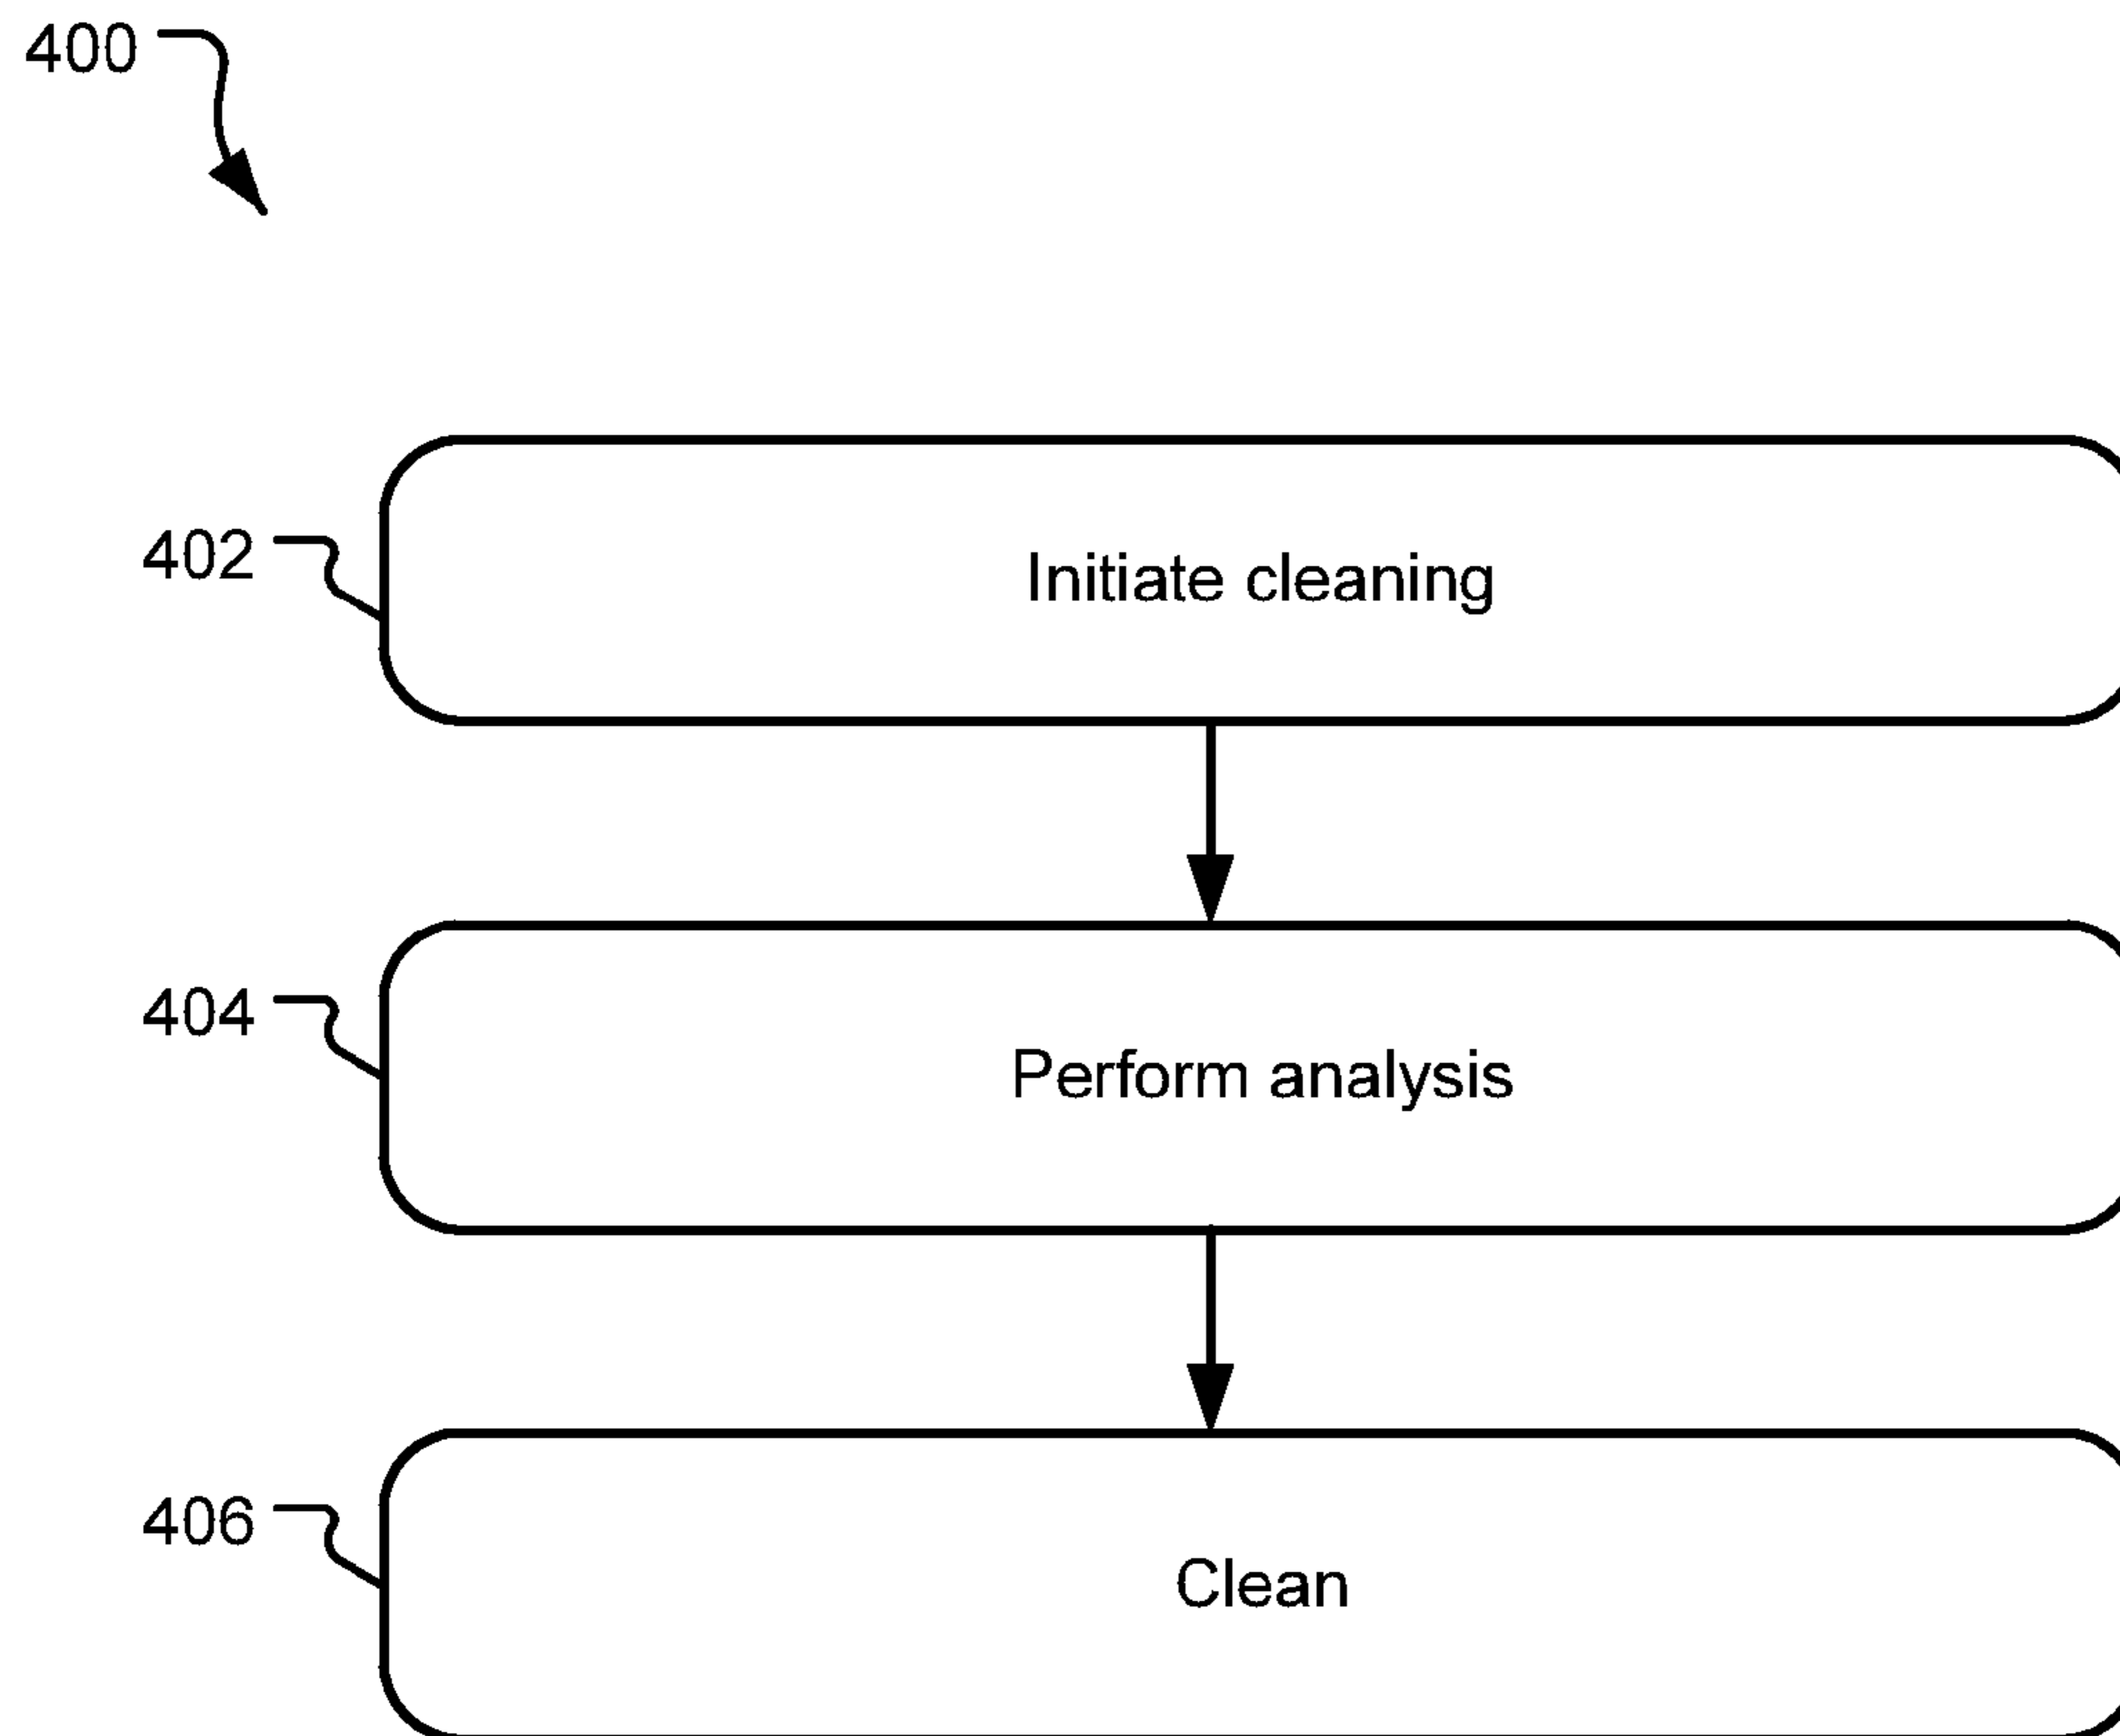 400
402
Initiate cleaning
404
Perform analysis
406
Clean